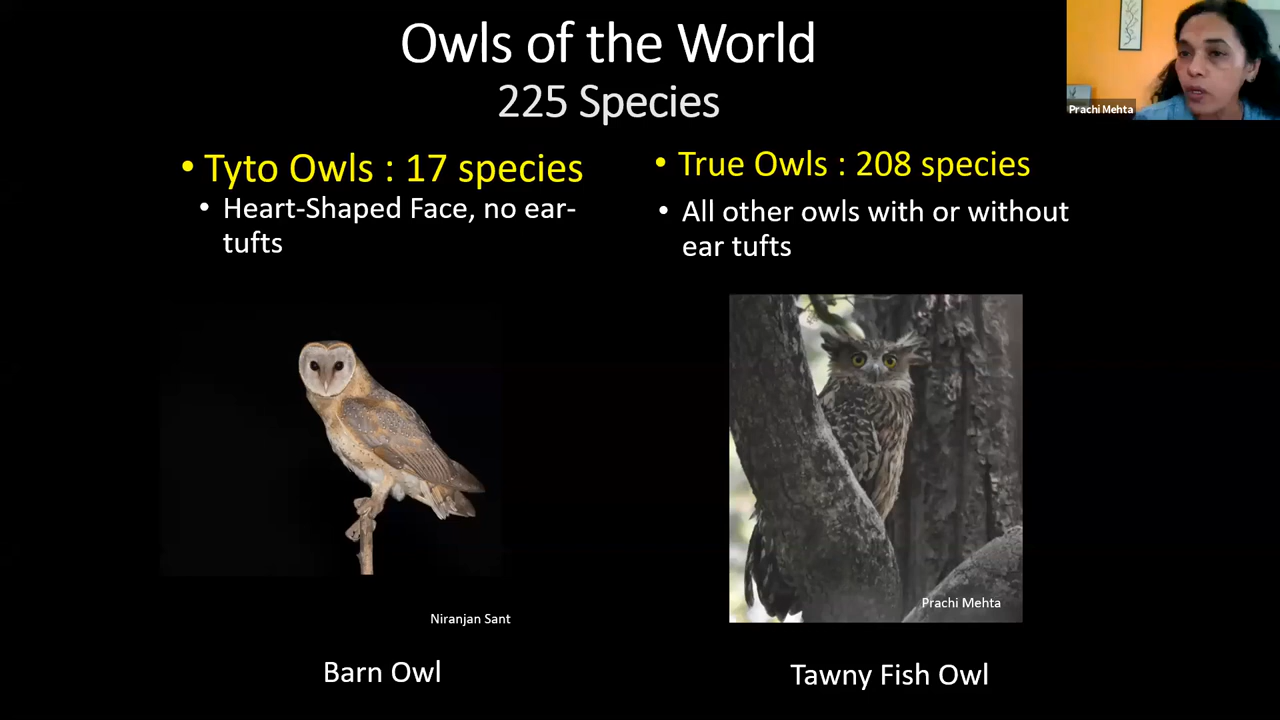 Owls of the World
225 Species
Prachi Mehta
• Tyto Owls : 17 species
• Heart-Shaped Face, no ear-
tufts
• True Owls : 208 species
• All other owls with or without
ear tufts
Niranjan Sant
Barn Owl
Prachi Mehta
Tawny Fish Owl